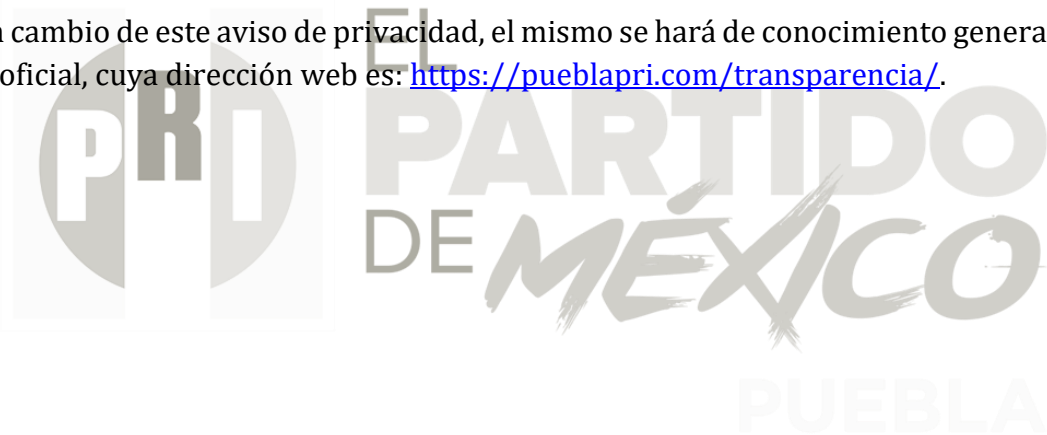 n cambio de este aviso de privacidad, el mismo se hará de conocimiento genera
oficial, cuya dirección web es: https://pueblapri.com/transparencia/.
PRI
EL
PARTIDO
DE MÉXICO
PUEBLA